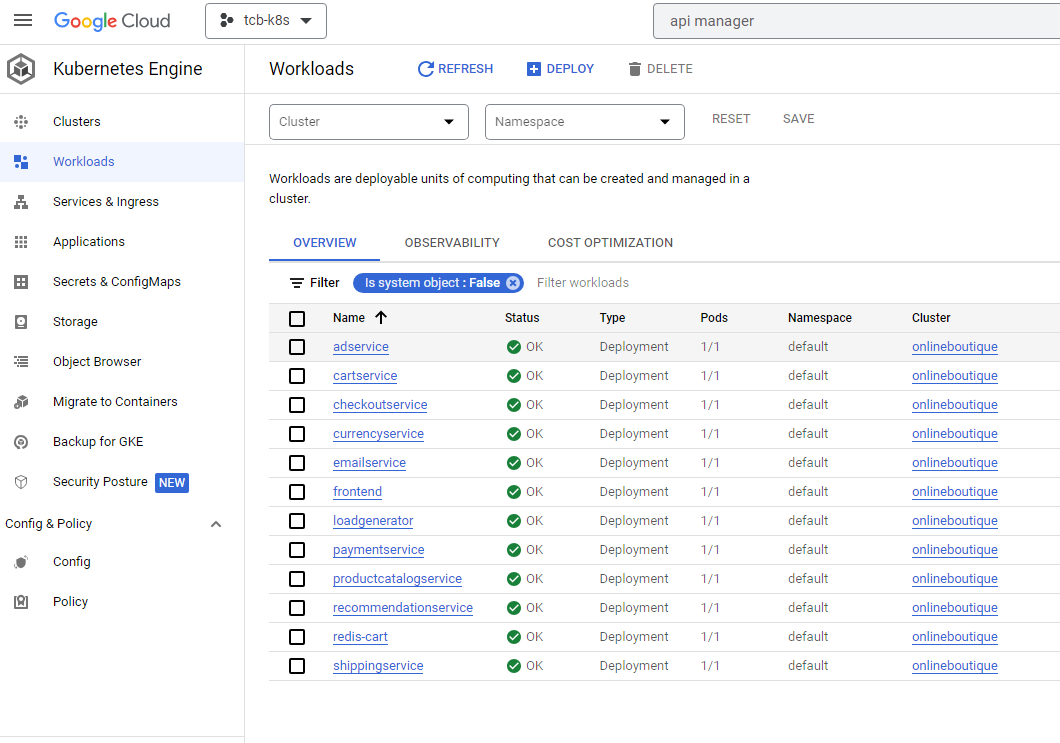 Google Cloud
tcb-k8s
api manager
Kubernetes Engine
Clusters
Workloads
Services & Ingress
Applications
Secrets & ConfigMaps
Storage
Object Browser
Migrate to Containers
Backup for GKE
Security Posture NEW
Config & Policy
Config
Policy
Workloads REFRESH DEPLOY DELETE
Cluster Namespace RESET SAVE
Workloads are deployable units of computing that can be created and managed in a
cluster.
OVERVIEW OBSERVABILITY COST OPTIMIZATION
Filter Is system object : False Filter workloads
Name Status Type Pods Namespace Cluster
adservice OK Deployment 1/1 default onlineboutique
cartservice OK Deployment 1/1 default onlineboutique
checkoutservice OK Deployment 1/1 default onlineboutique
currencyservice OK Deployment 1/1 default onlineboutique
emailservice OK Deployment 1/1 default onlineboutique
frontend OK Deployment 1/1 default onlineboutique
loadgenerator OK Deployment 1/1 default onlineboutique
paymentservice OK Deployment 1/1 default onlineboutique
productcatalogservice OK Deployment 1/1 default onlineboutique
recommendationservice OK Deployment 1/1 default onlineboutique
redis-cart OK Deployment 1/1 default onlineboutique
shippingservice OK Deployment 1/1 default onlineboutique